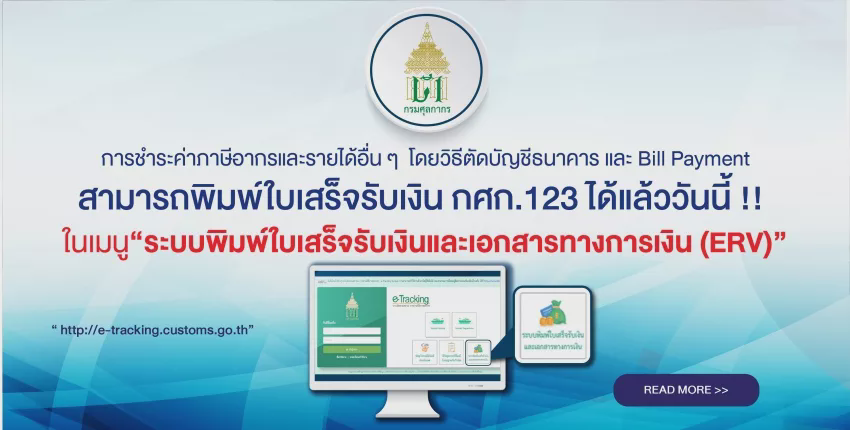 กรมศุลกากร
การชำระค่าภาษีอากรและรายได้อื่น ๆ โดยวิธีตัดบัญชีธนาคาร และ Bill Payment
สามารถพิมพ์ใบเสร็จรับเงิน กศก.123 ได้แล้ววันนี้ !!
ในเมนู“ระบบพิมพ์ใบเสร็จรับเงินและเอกสารทางการเงิน (ERV)”
e-Tracking
ระบบพิมพ์ใบเสร็จรับเงิน
และเอกสารทางการเงิน
“ http://e-tracking.customs.go.th”
READ MORE >>